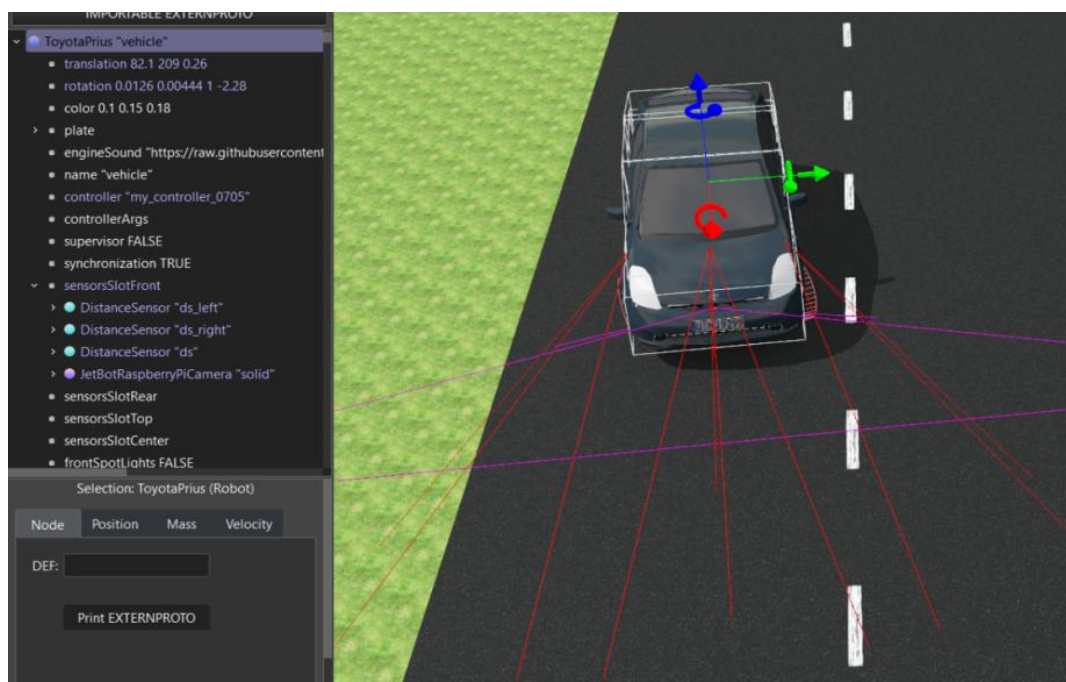 IMPORTABLE EXTERNPROTO
ToyotaPrius "vehicle"
translation 82.1 209 0.26
rotation 0.0126 0.00444 1 -2.28
color 0.1 0.15 0.18
plate
engineSound "https://raw.githubusercontent
name "vehicle"
controller "my_controller_0705"
controllerArgs
supervisor FALSE
synchronization TRUE
sensorsSlotFront
DistanceSensor "ds_left"
DistanceSensor "ds_right"
DistanceSensor "ds"
JetBotRaspberryPiCamera "solid"
sensorsSlotRear
sensorsSlotTop
sensorsSlotCenter
frontSpotLights FALSE
Selection: ToyotaPrius (Robot)
Node Position Mass Velocity
DEF:
Print EXTERNPROTO